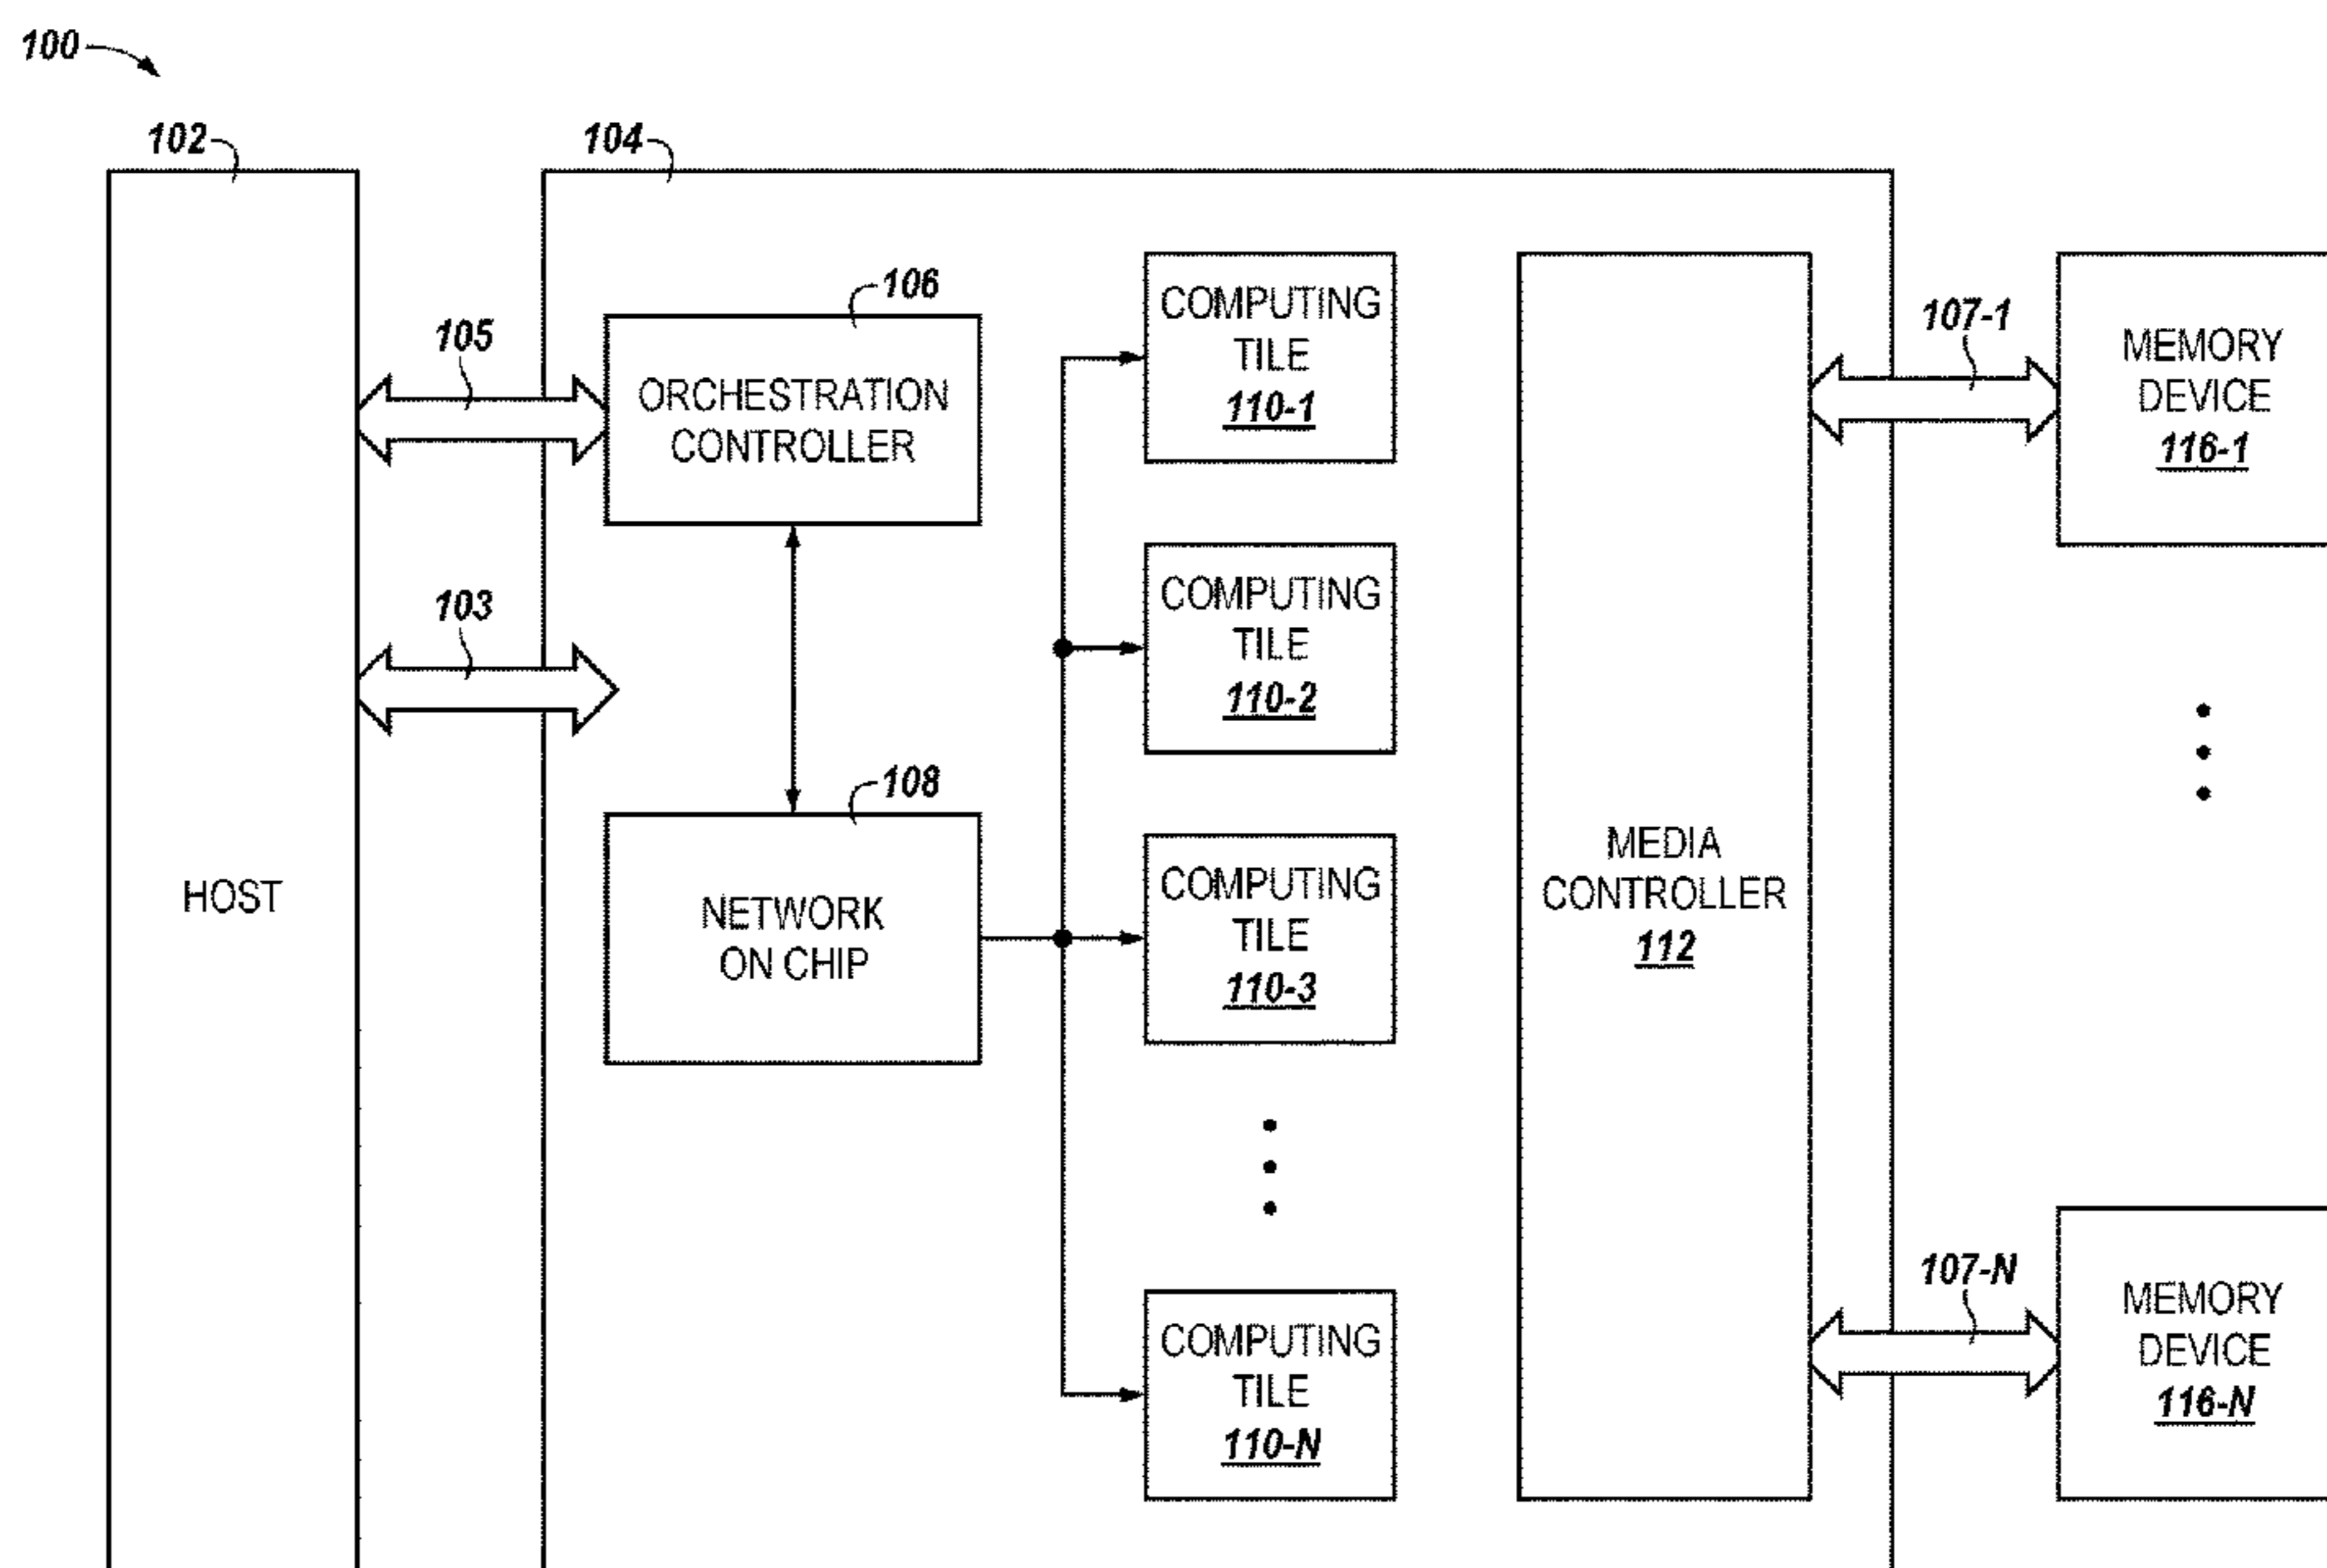 100
102
104
HOST
105
103
106
ORCHESTRATION
CONTROLLER
108
NETWORK
ON CHIP
COMPUTING
TILE
110-1
COMPUTING
TILE
110-2
COMPUTING
TILE
110-3
COMPUTING
TILE
110-N
MEDIA
CONTROLLER
112
107-1
MEMORY
DEVICE
116-1
107-N
MEMORY
DEVICE
116-N